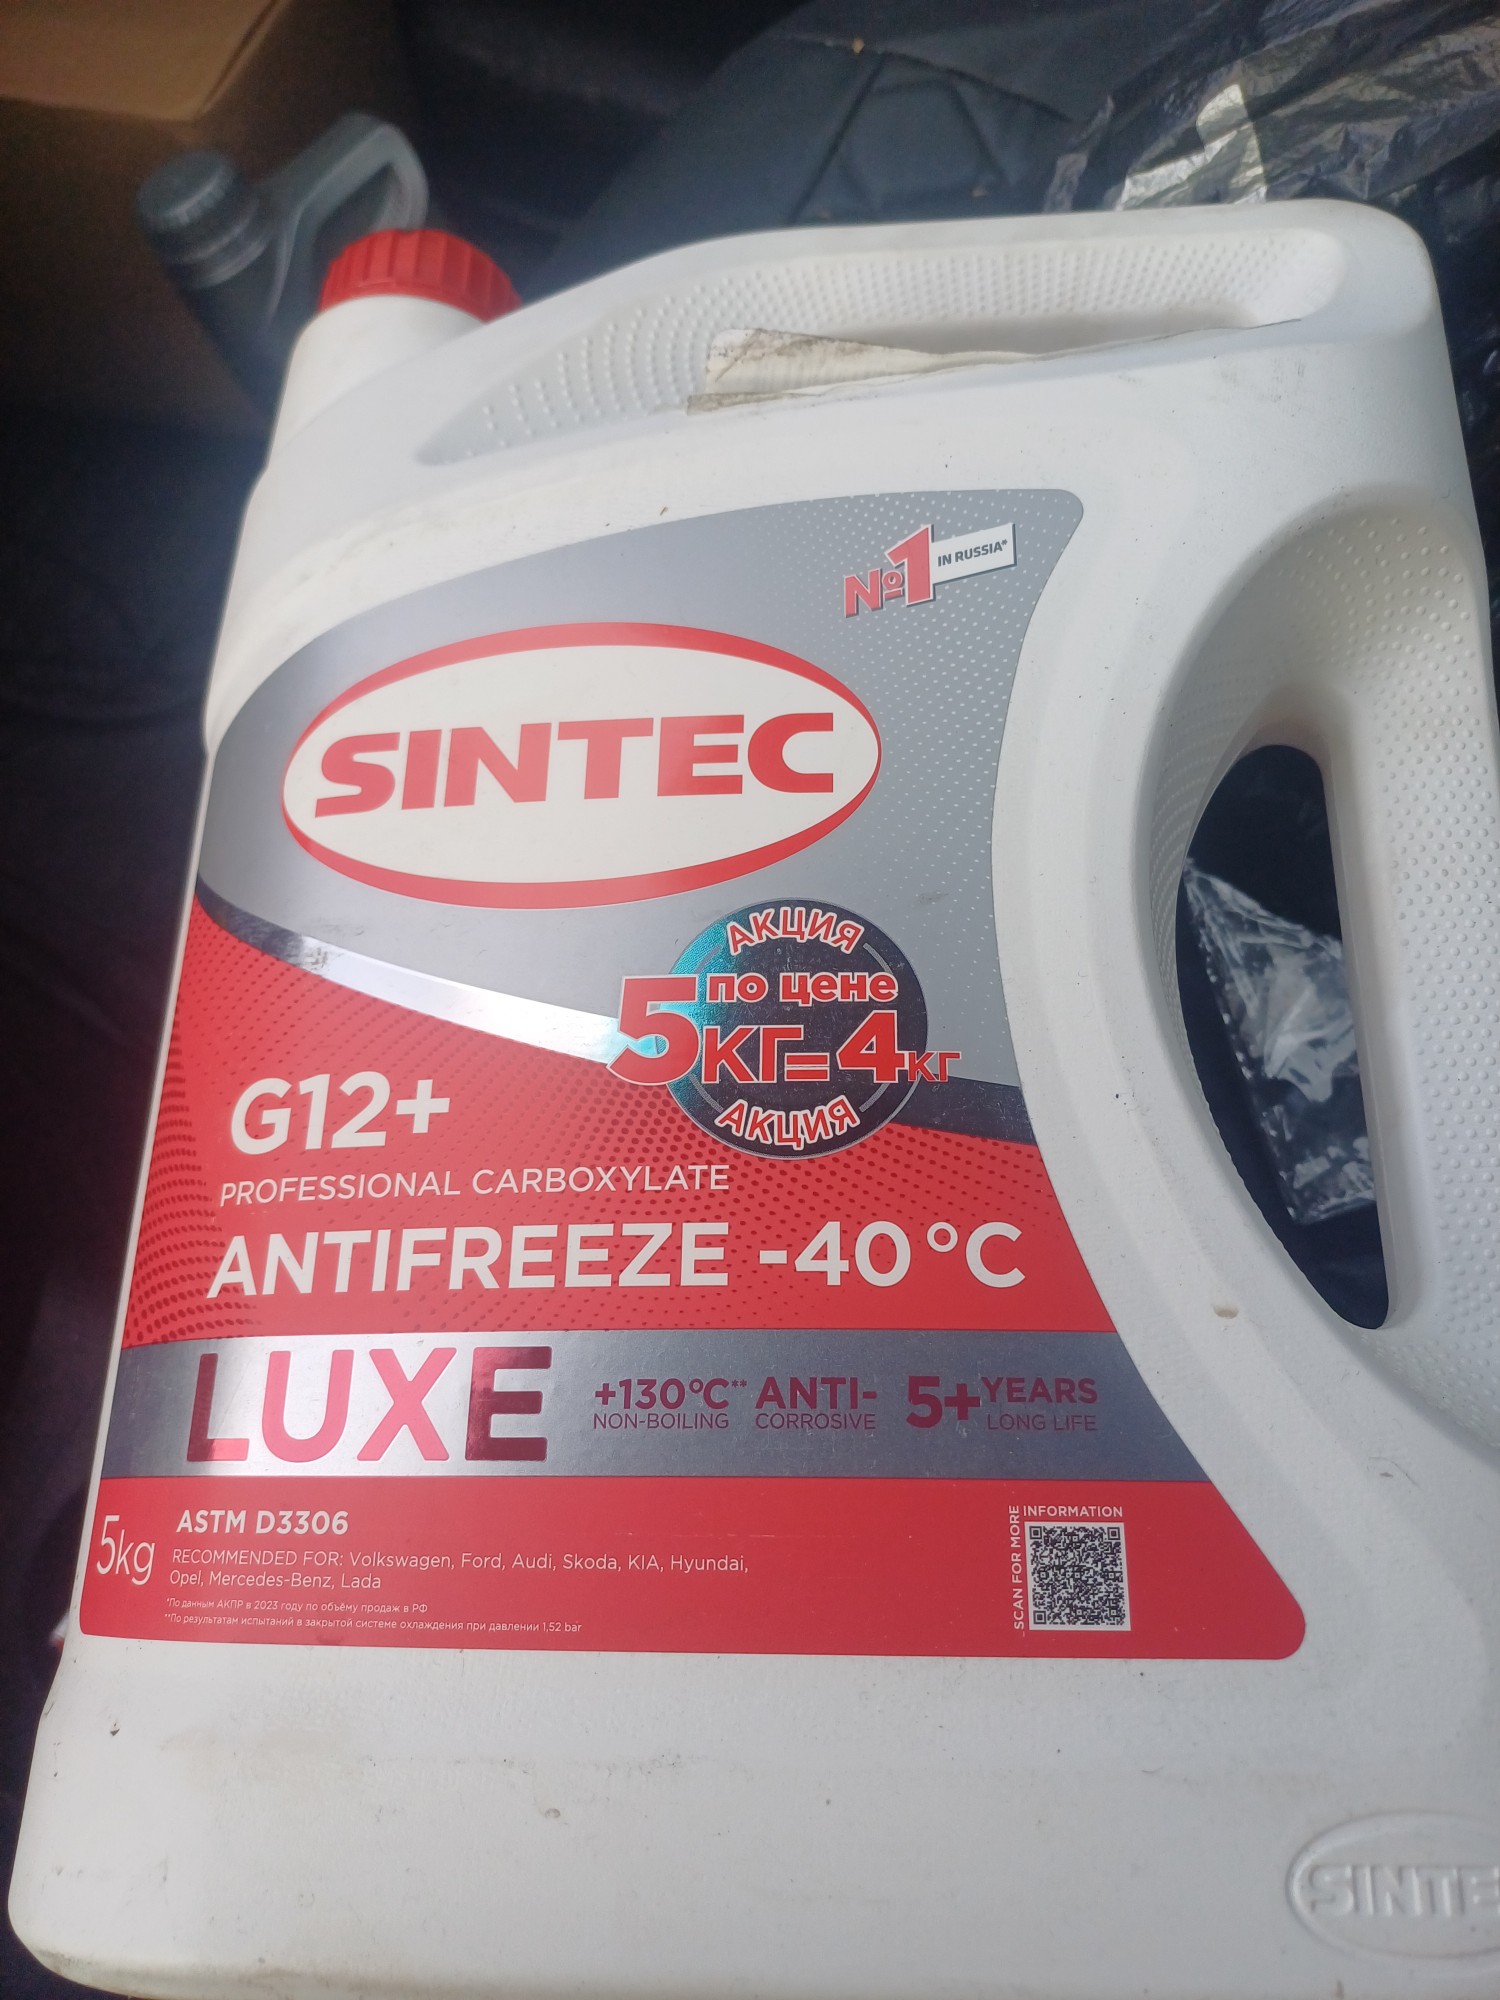 №1 IN RUSSIA*
SINTEC
АКЦИЯ
по цене
5кг=4кг
АКЦИЯ
G12+
PROFESSIONAL CARBOXYLATE
ANTIFREEZE -40°C
LUXE
+130°C**
NON-BOILING
ANTI-
CORROSIVE
5+ YEARS
LONG LIFE
5kg
ASTM D3306
RECOMMENDED FOR: Volkswagen, Ford, Audi, Skoda, KIA, Hyundai,
Opel, Mercedes-Benz, Lada
*По данным АКПР в 2023 году по объёму продаж в РФ
**По результатам испытаний в закрытой системе охлаждения при давлении 1,52 bar
SCAN FOR MORE
INFORMATION
SINTE